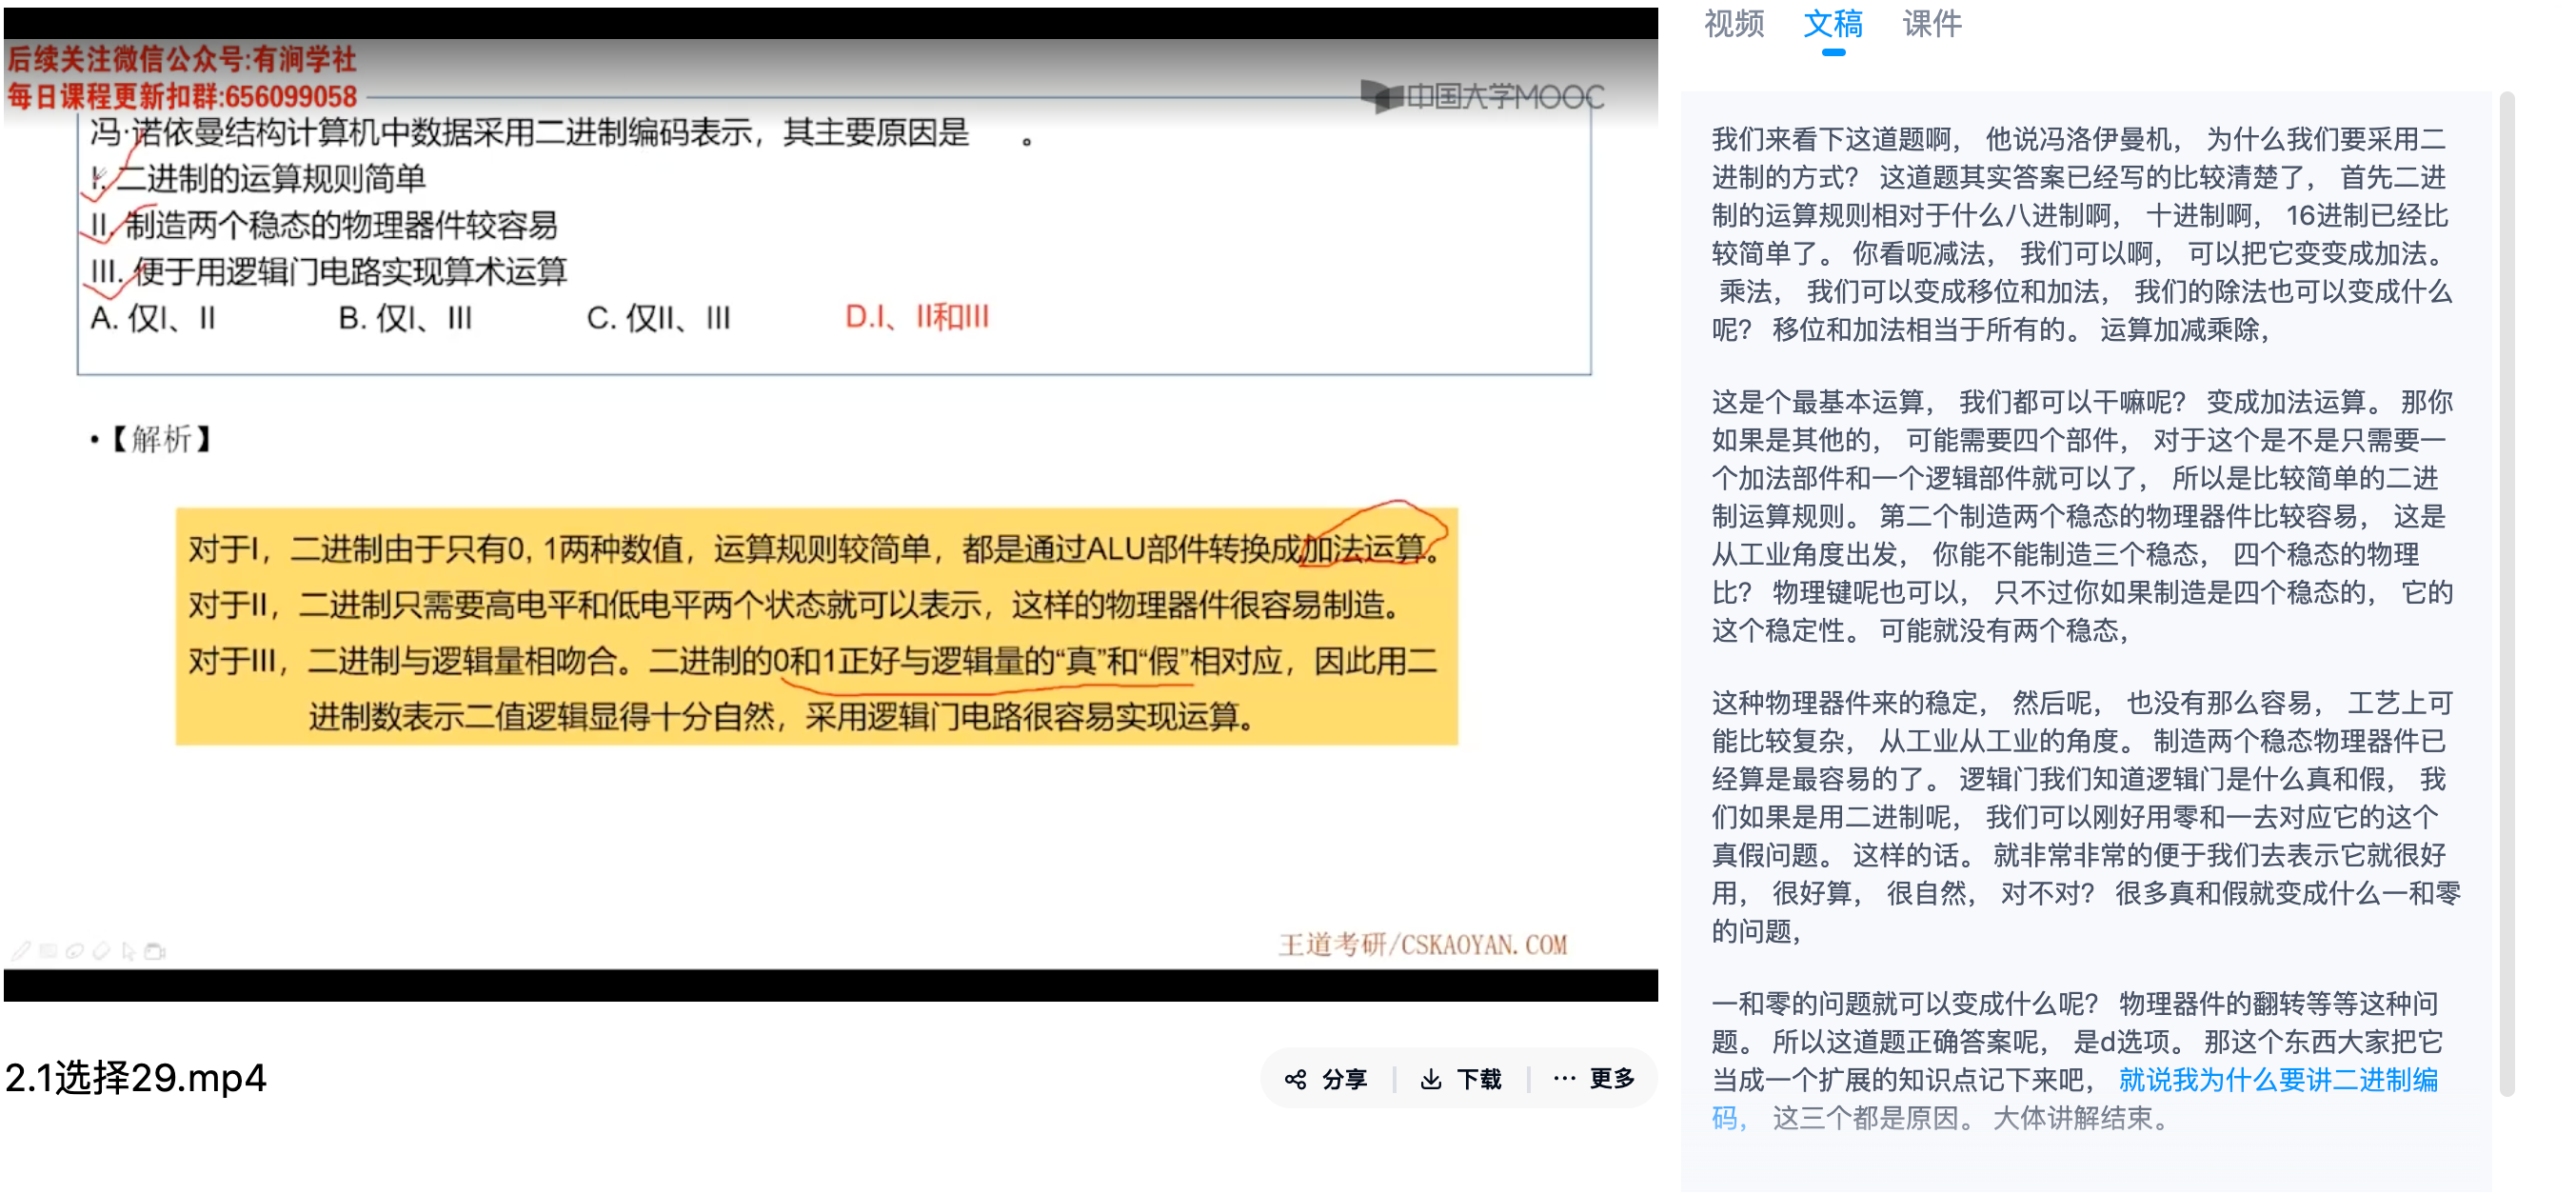 后续关注微信公众号:有涧学社
每日课程更新扣群:656099058
中国大学MOOC
冯·诺依曼结构计算机中数据采用二进制编码表示，其主要原因是　　。
I. 二进制的运算规则简单
II. 制造两个稳态的物理器件较容易
III. 便于用逻辑门电路实现算术运算
A. 仅I、II　　B. 仅I、III　　C. 仅II、III　　D.I、II和III
•【解析】
对于I，二进制由于只有0, 1两种数值，运算规则较简单，都是通过ALU部件转换成加法运算。
对于II，二进制只需要高电平和低电平两个状态就可以表示，这样的物理器件很容易制造。
对于III，二进制与逻辑量相吻合。二进制的0和1正好与逻辑量的“真”和“假”相对应，因此用二
进制数表示二值逻辑显得十分自然，采用逻辑门电路很容易实现运算。
王道考研/CSKAOYAN.COM
2.1选择29.mp4
分享　下载　更多
视频　文稿　课件
我们来看下这道题啊， 他说冯洛伊曼机， 为什么我们要采用二
进制的方式？ 这道题其实答案已经写的比较清楚了， 首先二进
制的运算规则相对于什么八进制啊， 十进制啊， 16进制已经比
较简单了。 你看呃减法， 我们可以啊， 可以把它变变成加法。
乘法， 我们可以变成移位和加法， 我们的除法也可以变成什么
呢？ 移位和加法相当于所有的。 运算加减乘除，
这是个最基本运算， 我们都可以干嘛呢？ 变成加法运算。 那你
如果是其他的， 可能需要四个部件， 对于这个是不是只需要一
个加法部件和一个逻辑部件就可以了， 所以是比较简单的二进
制运算规则。 第二个制造两个稳态的物理器件比较容易， 这是
从工业角度出发， 你能不能制造三个稳态， 四个稳态的物理
比？ 物理键呢也可以， 只不过你如果制造是四个稳态的， 它的
这个稳定性。 可能就没有两个稳态，
这种物理器件来的稳定， 然后呢， 也没有那么容易， 工艺上可
能比较复杂， 从工业从工业的角度。 制造两个稳态物理器件已
经算是最容易的了。 逻辑门我们知道逻辑门是什么真和假， 我
们如果是用二进制呢， 我们可以刚好用零和一去对应它的这个
真假问题。 这样的话。 就非常非常的便于我们去表示它就很好
用， 很好算， 很自然， 对不对？ 很多真和假就变成什么一和零
的问题，
一和零的问题就可以变成什么呢？ 物理器件的翻转等等这种问
题。 所以这道题正确答案呢， 是d选项。 那这个东西大家把它
当成一个扩展的知识点记下来吧， 就说我为什么要讲二进制编
码， 这三个都是原因。 大体讲解结束。